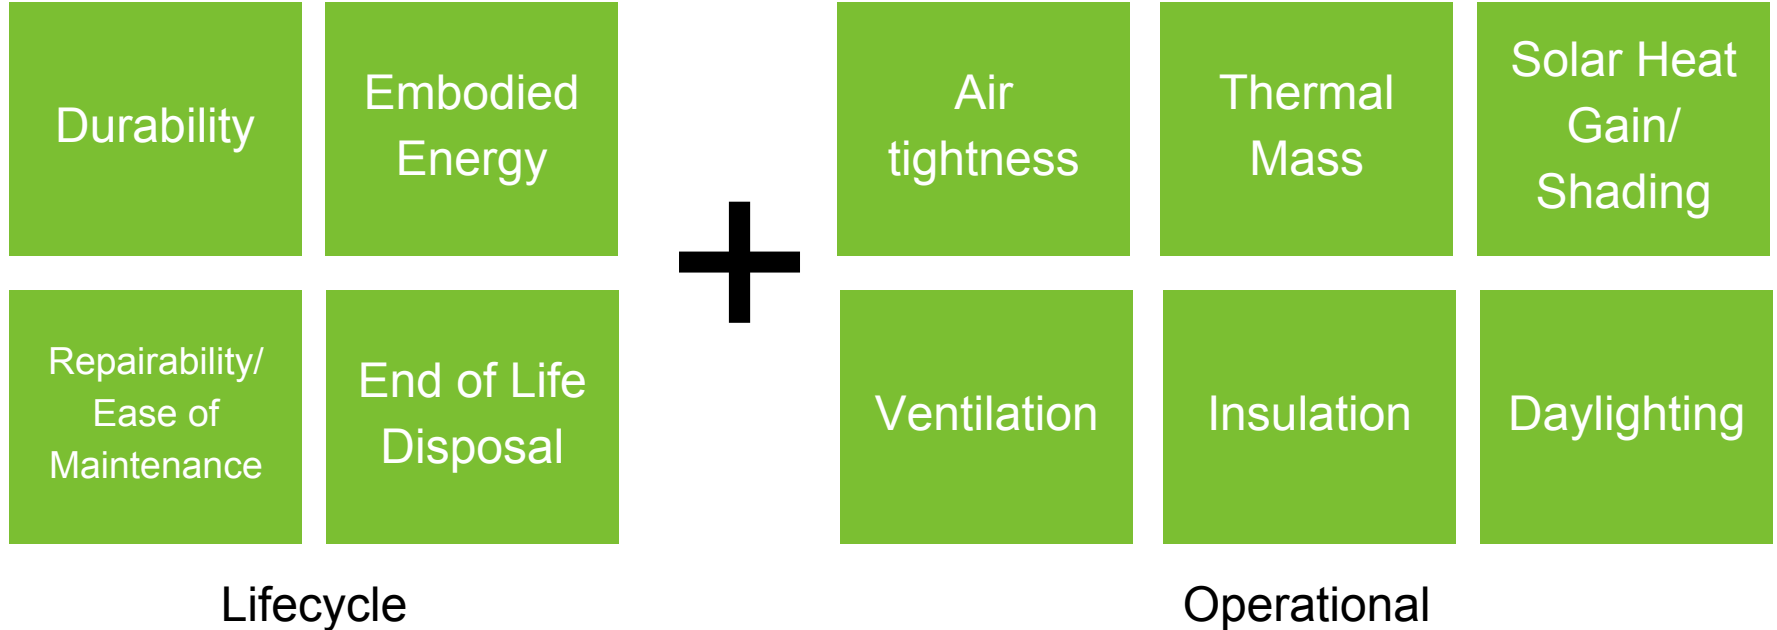 Durability
Embodied
Energy
Air
tightness
Thermal
Mass
Solar Heat
Gain/
Shading
Repairability/
Ease of
Maintenance
End of Life
Disposal
Ventilation
Insulation
Daylighting
Lifecycle
Operational